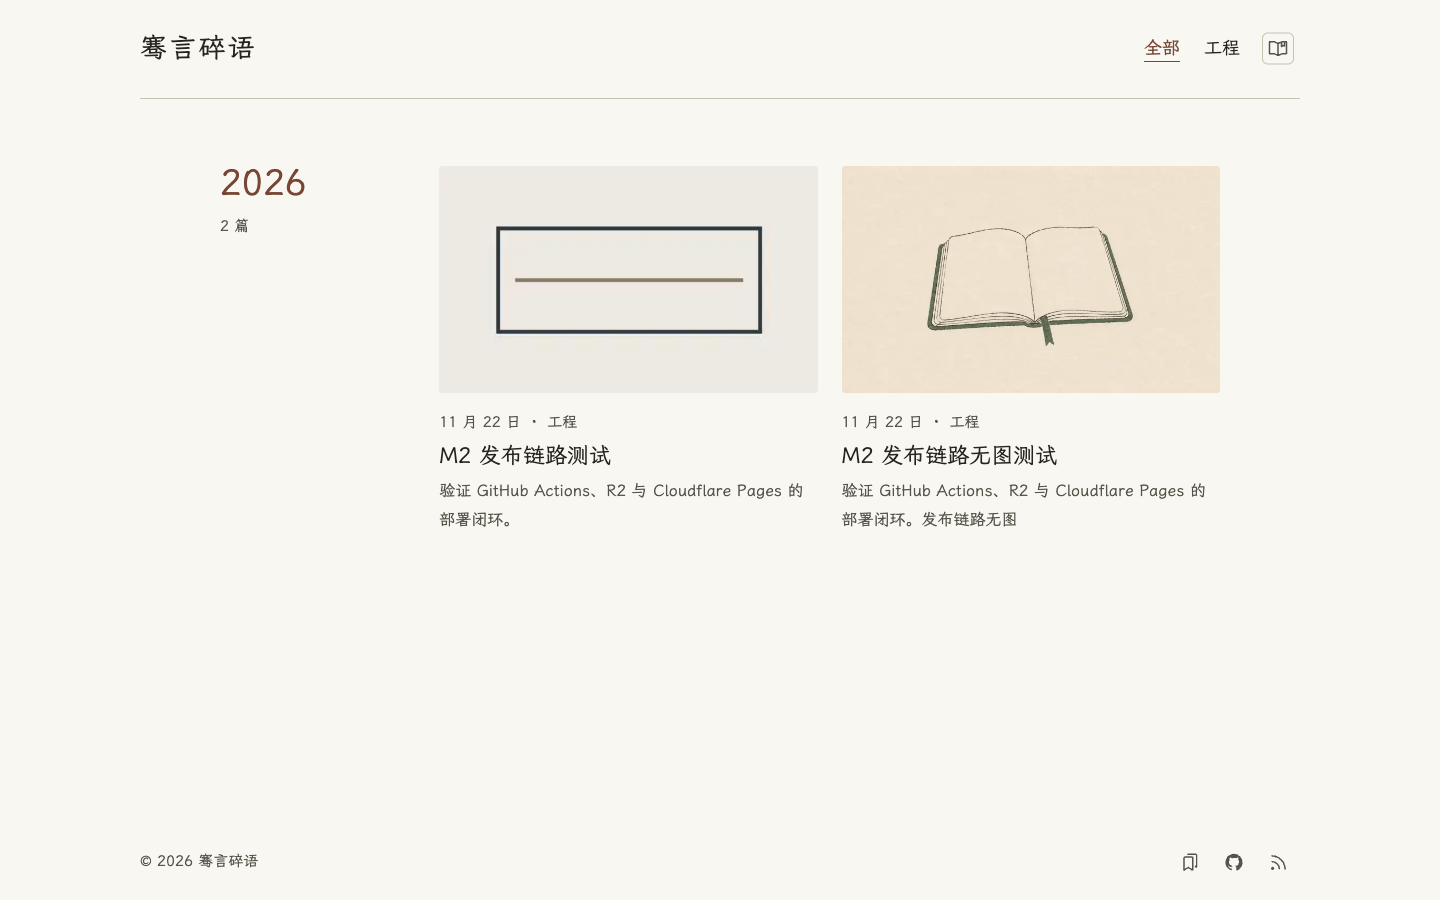 骞言碎语
全部
工程
2026
2 篇
11 月 22 日 · 工程
M2 发布链路测试
验证 GitHub Actions、R2 与 Cloudflare Pages 的
部署闭环。
11 月 22 日 · 工程
M2 发布链路无图测试
验证 GitHub Actions、R2 与 Cloudflare Pages 的
部署闭环。发布链路无图
© 2026 骞言碎语